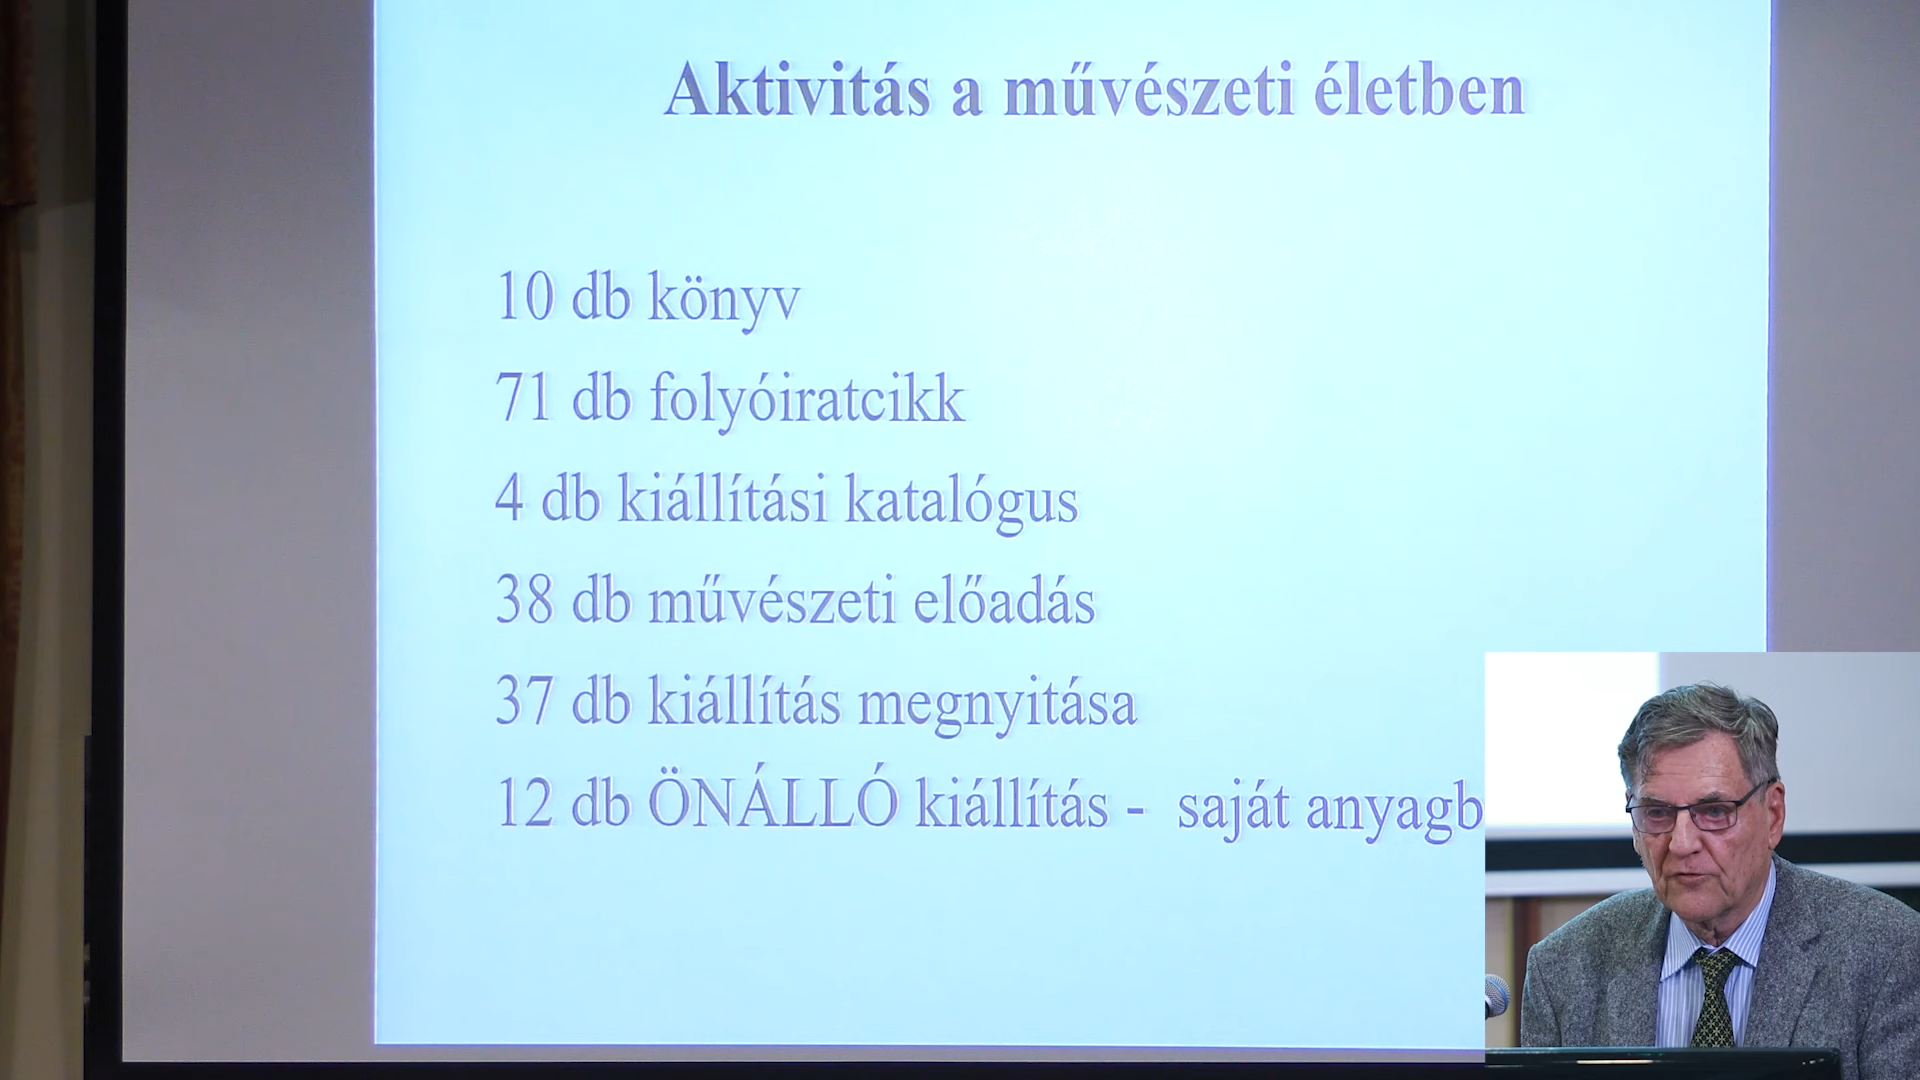 Aktivitás a művészeti életben
10 db könyv
71 db folyóiratcikk
4 db kiállítási katalógus
38 db művészeti előadás
37 db kiállítás megnyitása
12 db ÖNÁLLÓ kiállítás - saját